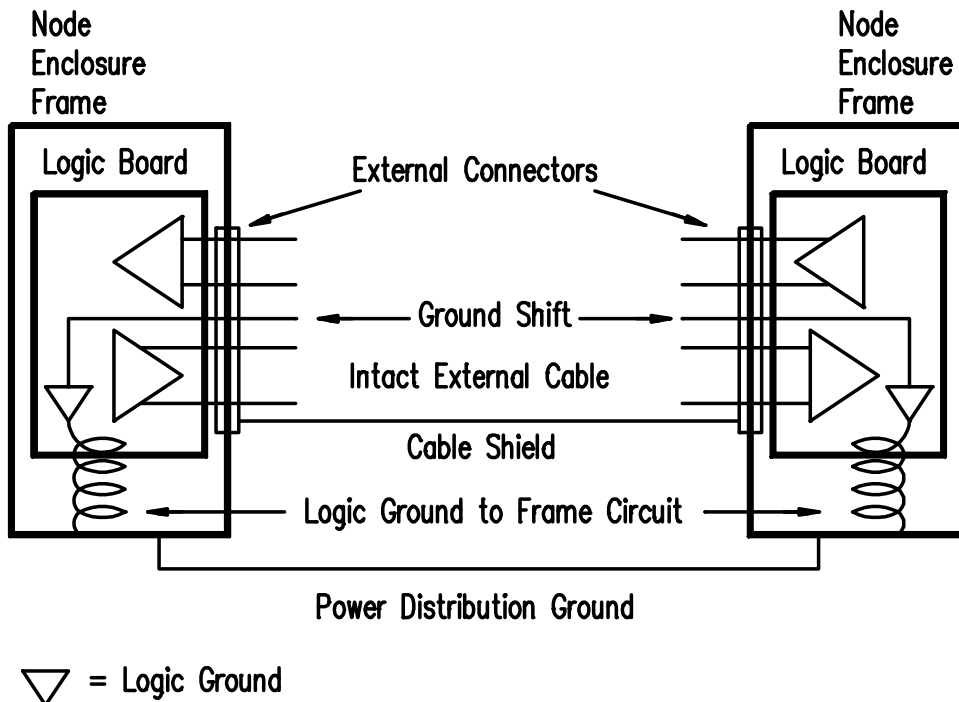 Node
Enclosure
Frame
Node
Enclosure
Frame
Logic Board
External Connectors
Logic Board
Ground Shift
Intact External Cable
Cable Shield
Logic Ground to Frame Circuit
Power Distribution Ground
= Logic Ground